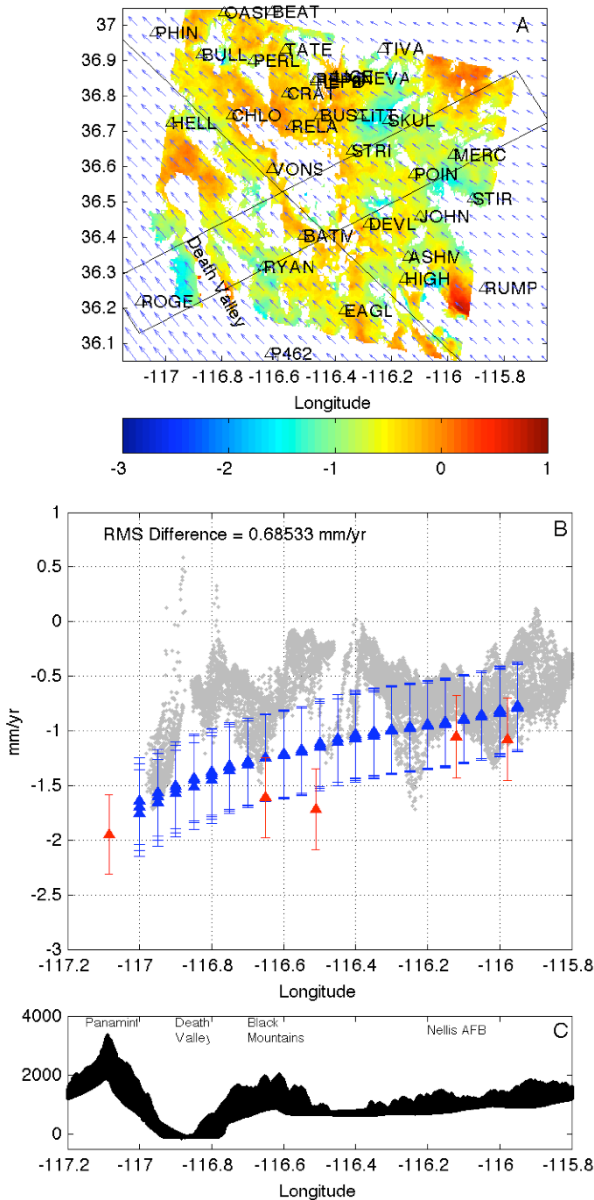 A
37
36.9
36.8
36.7
36.6
36.5
36.4
36.3
36.2
36.1
OASI BEAT
PHIN
BULL
PERL
TATE
TIVA
NEVA
CRAT
CHLO
BUS LITT
SKUL
HELL
RELA
STRI
MERC
VONS
POIN
STIR
JOHN
DEVL
BATM
ASHM
HIGH
RYAN
RUMP
Death Valley
ROGE
EAGL
P462
-117 -116.8 -116.6 -116.4 -116.2 -116 -115.8
Longitude
-3 -2 -1 0 1
B
RMS Difference = 0.68533 mm/yr
1
0.5
0
-0.5
-1
-1.5
-2
-2.5
-3
mm/yr
-117.2 -117 -116.8 -116.6 -116.4 -116.2 -116 -115.8
Longitude
C
4000
2000
0
Panamint
Death
Valley
Black
Mountains
Nellis AFB
-117.2 -117 -116.8 -116.6 -116.4 -116.2 -116 -115.8
Longitude